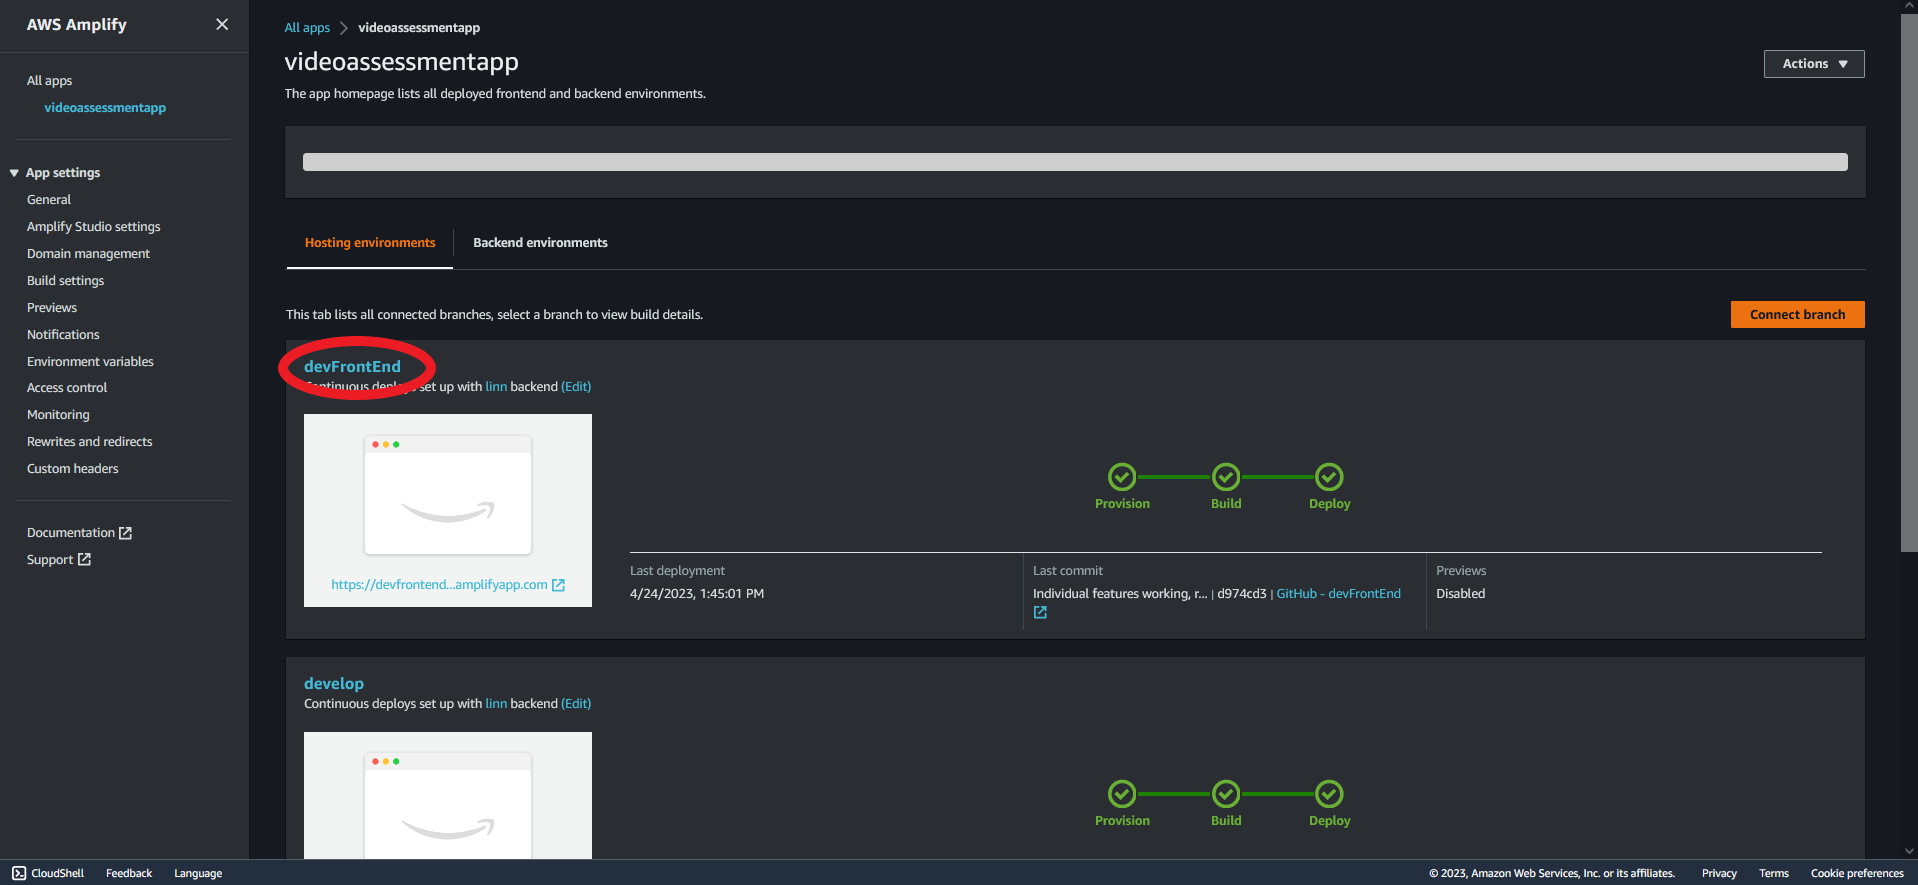 AWS Amplify
All apps
videoassessmentapp
App settings
General
Amplify Studio settings
Domain management
Build settings
Previews
Notifications
Environment variables
Access control
Monitoring
Rewrites and redirects
Custom headers
Documentation
Support
All apps videoassessmentapp
videoassessmentapp
Actions
The app homepage lists all deployed frontend and backend environments.
Hosting environments Backend environments
This tab lists all connected branches, select a branch to view build details.
Connect branch
devFrontEnd
Continuous deploys set up with linn backend (Edit)
https://devfrontend...amplifyapp.com
Provision Build Deploy
Last deployment
4/24/2023, 1:45:01 PM
Last commit
Individual features working, r... | d974cd3 | GitHub - devFrontEnd
Previews
Disabled
develop
Continuous deploys set up with linn backend (Edit)
Provision Build Deploy
CloudShell Feedback Language © 2023, Amazon Web Services, Inc. or its affiliates. Privacy Terms Cookie preferences